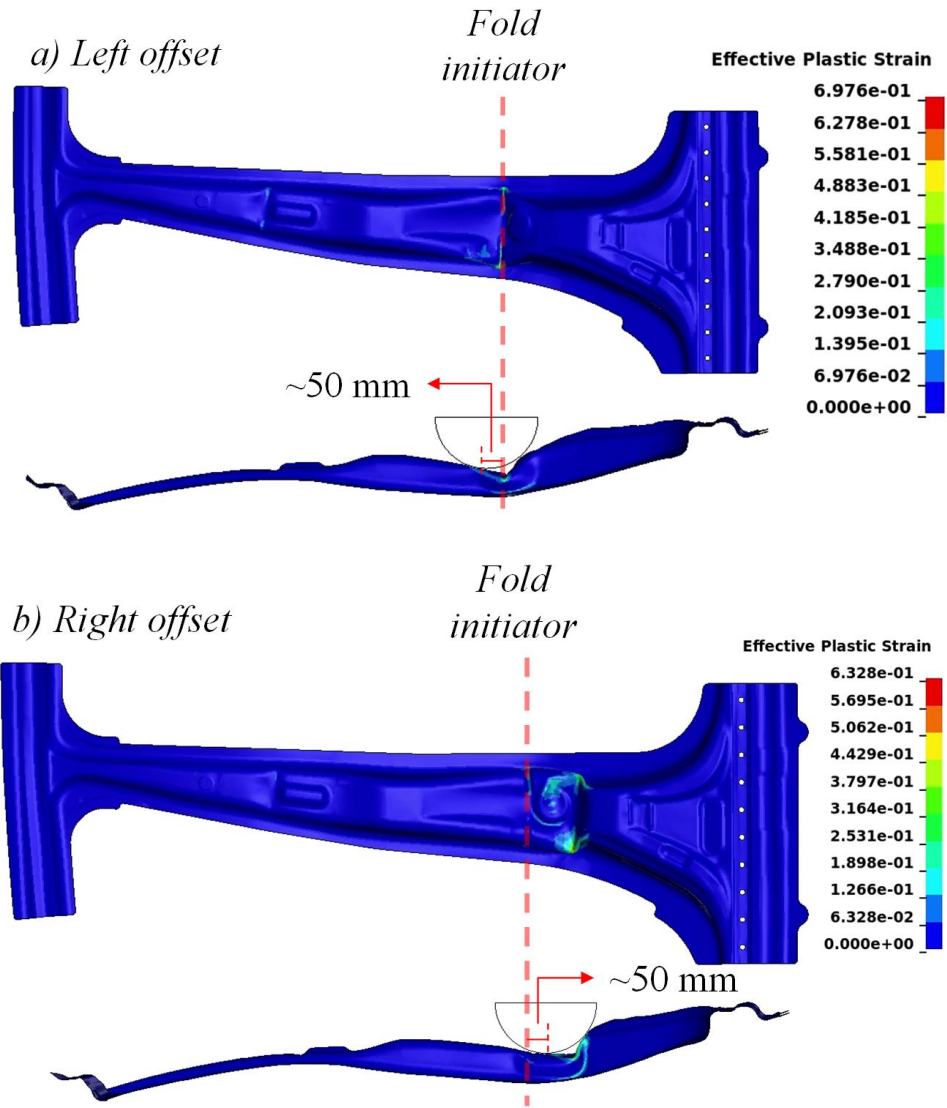 Fold
initiator
a) Left offset
Effective Plastic Strain
6.976e-01
6.278e-01
5.581e-01
4.883e-01
4.185e-01
3.488e-01
2.790e-01
2.093e-01
1.395e-01
6.976e-02
0.000e+00
~50 mm
Fold
initiator
b) Right offset
Effective Plastic Strain
6.328e-01
5.695e-01
5.062e-01
4.429e-01
3.797e-01
3.164e-01
2.531e-01
1.898e-01
1.266e-01
6.328e-02
0.000e+00
~50 mm